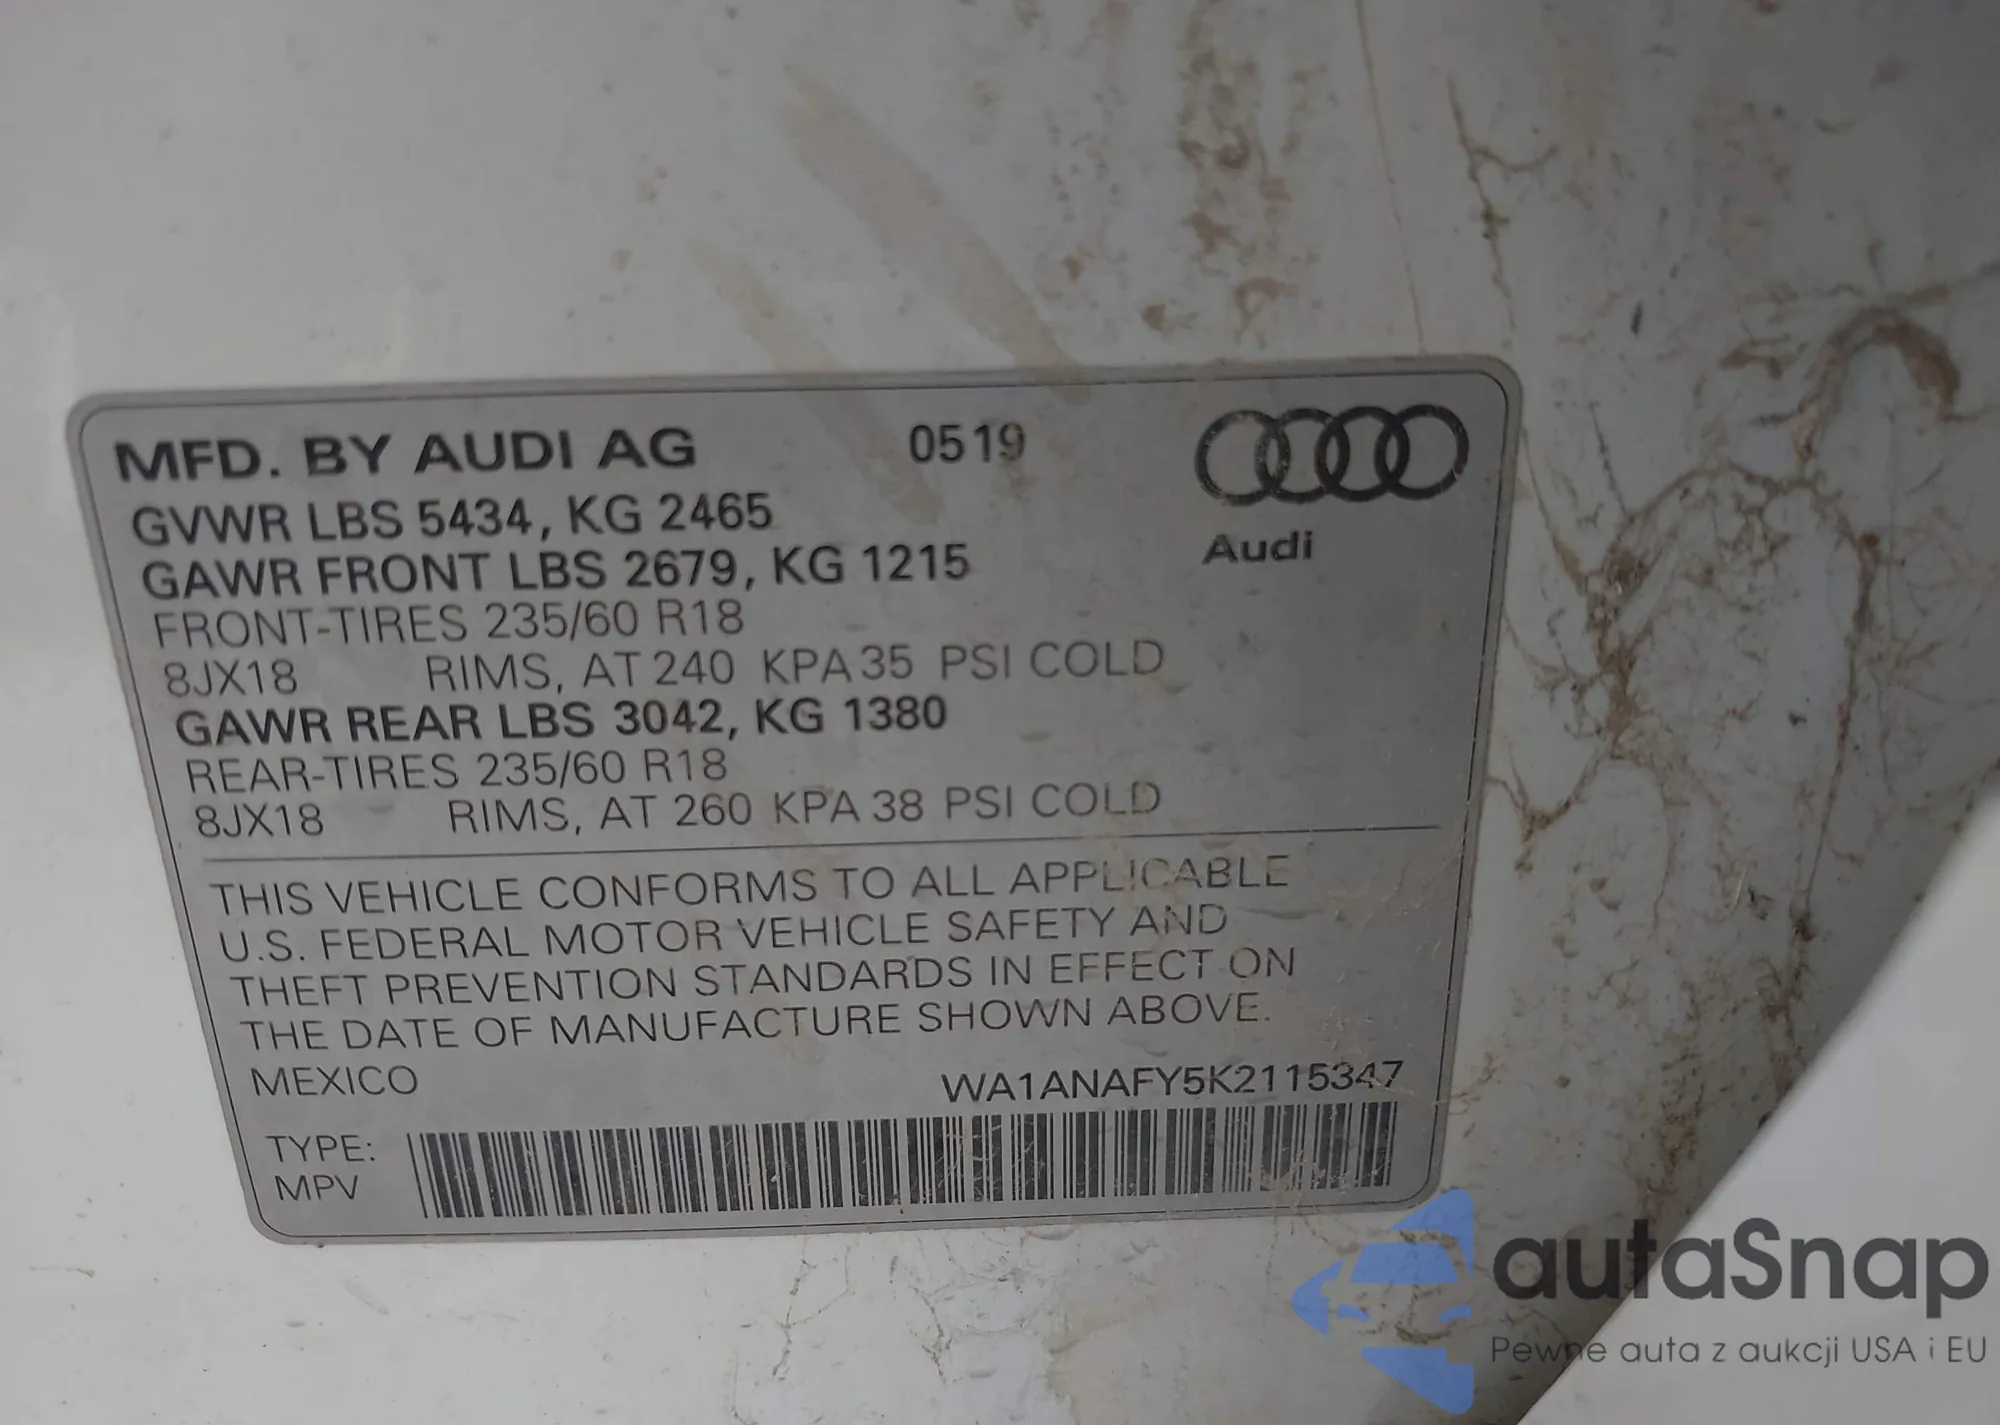 MFD. BY AUDI AG 0519
GVWR LBS 5434, KG 2465
GAWR FRONT LBS 2679, KG 1215
Audi
FRONT-TIRES 235/60 R18
8JX18 RIMS, AT 240 KPA 35 PSI COLD
GAWR REAR LBS 3042, KG 1380
REAR-TIRES 235/60 R18
8JX18 RIMS, AT 260 KPA 38 PSI COLD
THIS VEHICLE CONFORMS TO ALL APPLICABLE
U.S. FEDERAL MOTOR VEHICLE SAFETY AND
THEFT PREVENTION STANDARDS IN EFFECT ON
THE DATE OF MANUFACTURE SHOWN ABOVE.
MEXICO WA1ANAFY5K2115347
TYPE:
MPV
autaSnap
Pewne auta z aukcji USA i EU